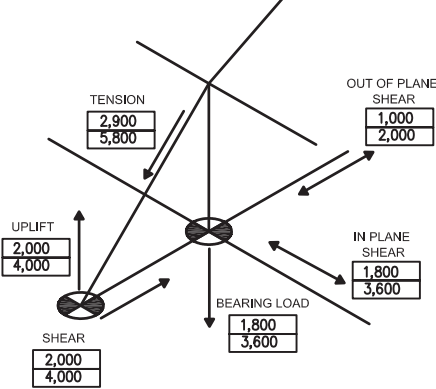 OUT OF PLANE
SHEAR
1,000
2,000
TENSION
2,900
5,800
UPLIFT
2,000
4,000
IN PLANE
SHEAR
1,800
3,600
BEARING LOAD
1,800
3,600
SHEAR
2,000
4,000